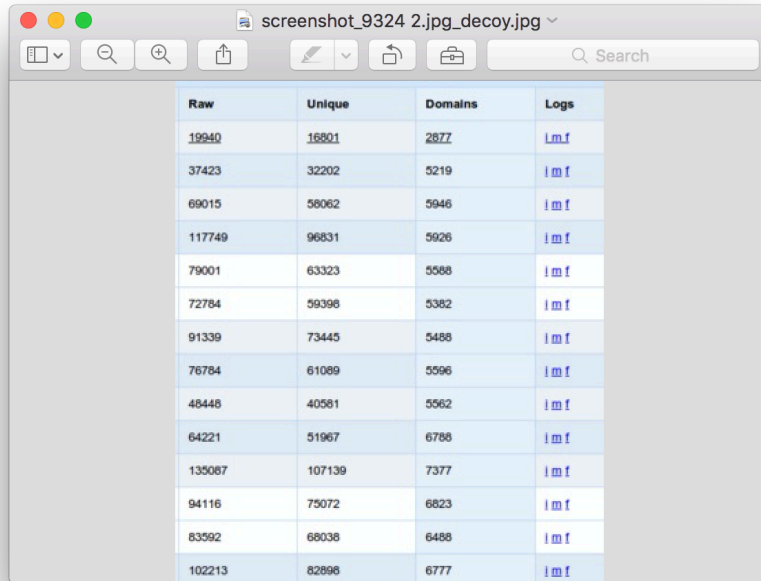 screenshot_9324 2.jpg_decoy.jpg
Search
Raw Unique Domains Logs
19940 16801 2877 i m f
37423 32202 5219 i m f
69015 58062 5946 i m f
117749 96831 5926 i m f
79001 63323 5588 i m f
72784 59398 5382 i m f
91339 73445 5488 i m f
76784 61089 5596 i m f
48448 40581 5562 i m f
64221 51967 6788 i m f
135087 107139 7377 i m f
94116 75072 6823 i m f
83592 68038 6488 i m f
102213 82898 6777 i m f